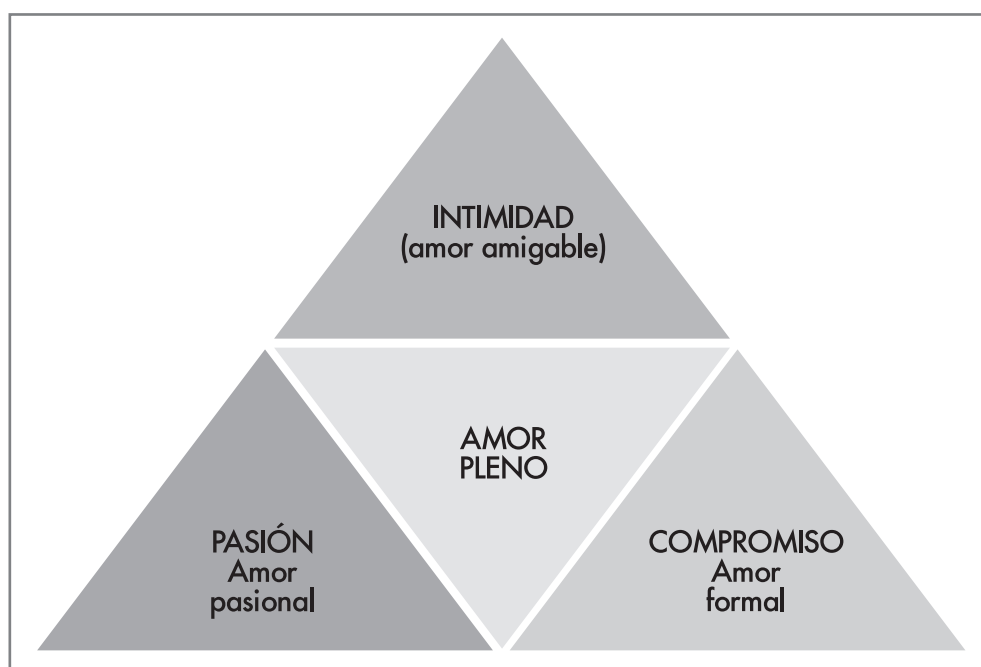 INTIMIDAD
(amor amigable)
AMOR
PLENO
PASIÓN
Amor
pasional
COMPROMISO
Amor
formal